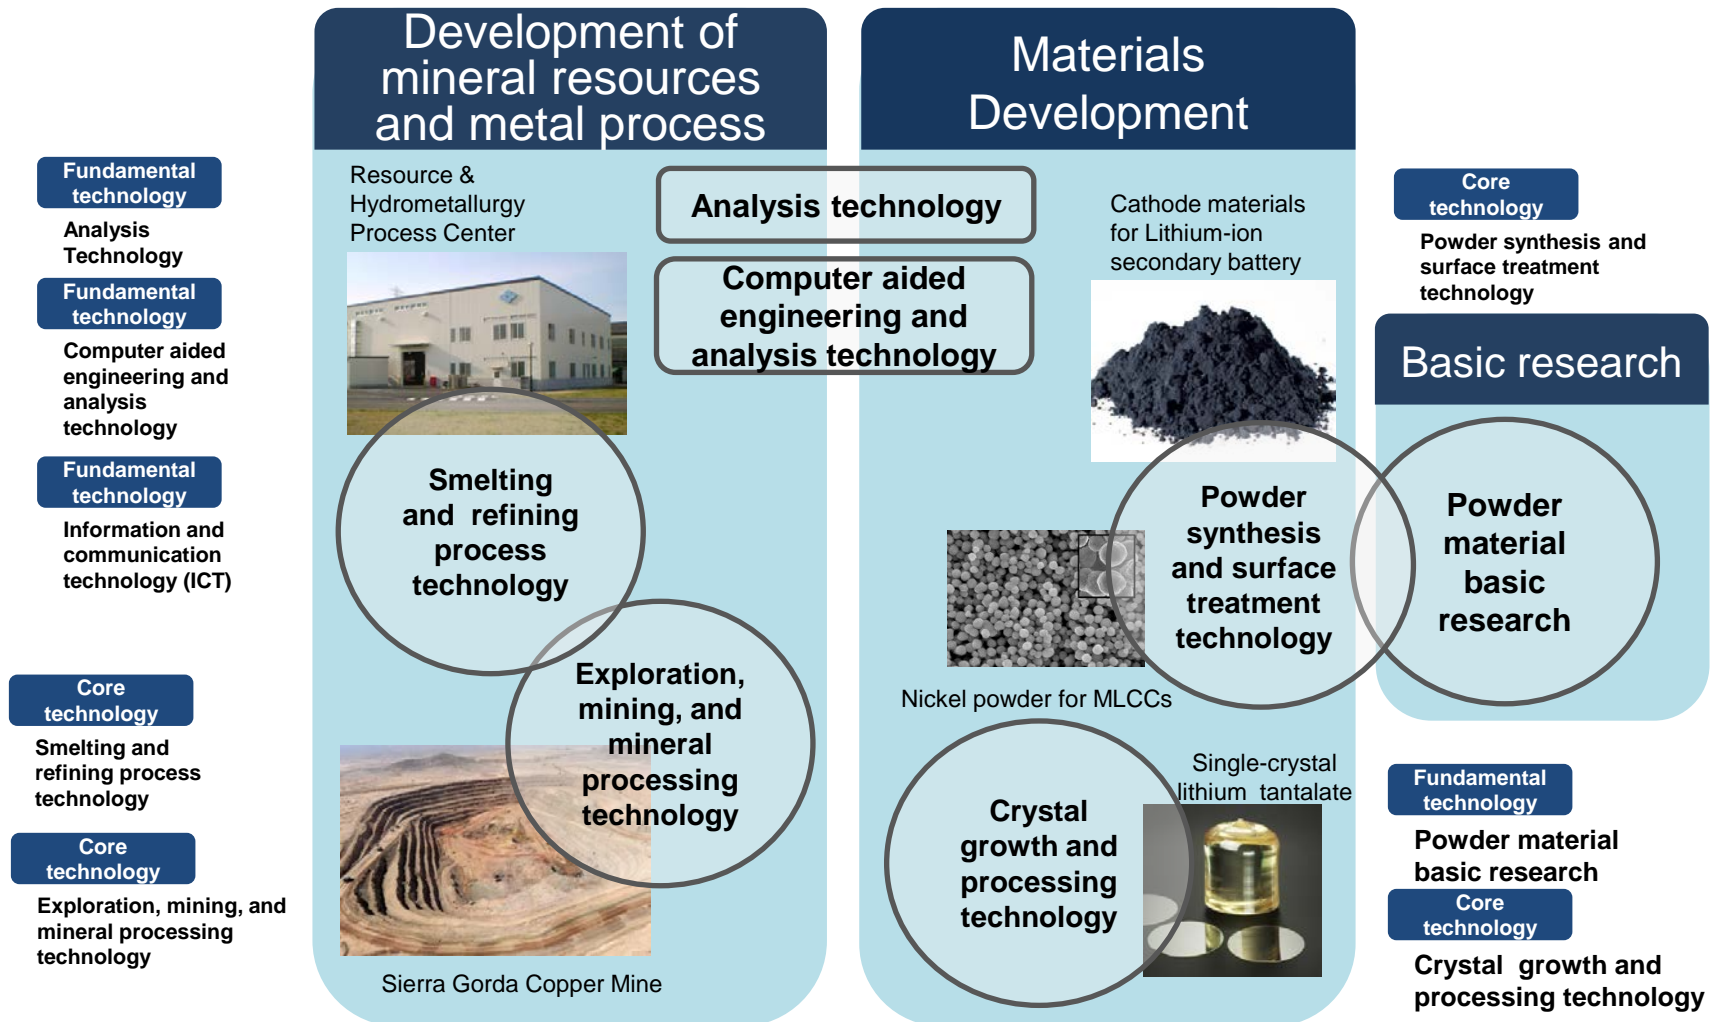 Development of
mineral resources
and metal process
Materials
Development
Fundamental
technology
Analysis
Technology
Fundamental
technology
Computer aided
engineering and
analysis
technology
Fundamental
technology
Information and
communication
technology (ICT)
Core
technology
Smelting and
refining process
technology
Core
technology
Exploration, mining, and
mineral processing
technology
Resource &
Hydrometallurgy
Process Center
Analysis technology
Computer aided
engineering and
analysis technology
Smelting
and refining
process
technology
Exploration,
mining, and
mineral
processing
technology
Sierra Gorda Copper Mine
Cathode materials
for Lithium-ion
secondary battery
Powder
synthesis
and surface
treatment
technology
Nickel powder for MLCCs
Crystal
growth and
processing
technology
Single-crystal
lithium tantalate
Core
technology
Powder synthesis and
surface treatment
technology
Basic research
Powder
material
basic
research
Fundamental
technology
Powder material
basic research
Core
technology
Crystal growth and
processing technology